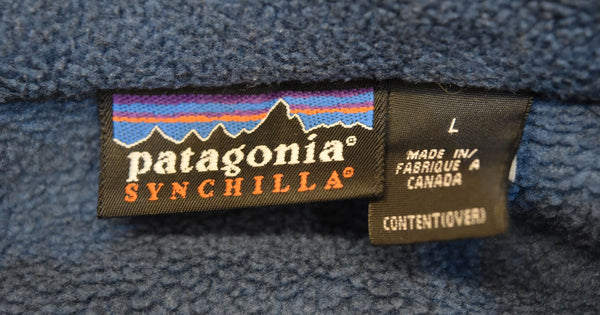 patagonia®
SYNCHILLA®
L
MADE IN/
FABRIQUE A
CANADA
CONTENT(OVER)